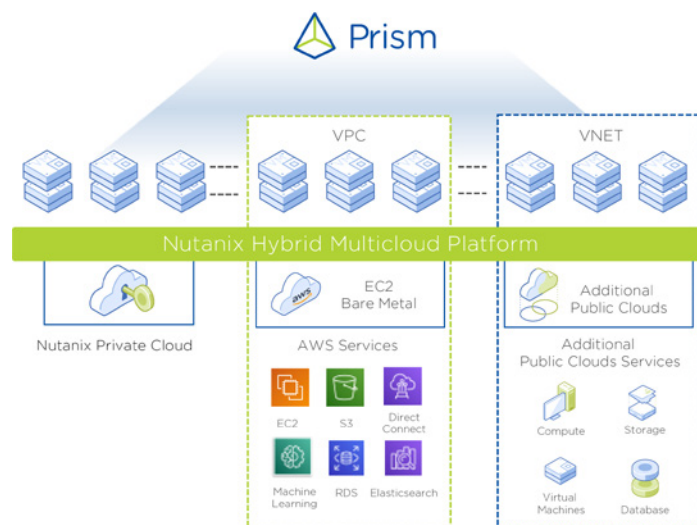 Prism
VPC
VNET
Nutanix Hybrid Multicloud Platform
aws
EC2
Bare Metal
Additional
Public Clouds
Nutanix Private Cloud
AWS Services
EC2
S3
Direct
Connect
Machine
Learning
RDS
Elasticsearch
Additional
Public Clouds Services
Compute
Storage
Virtual
Machines
Database